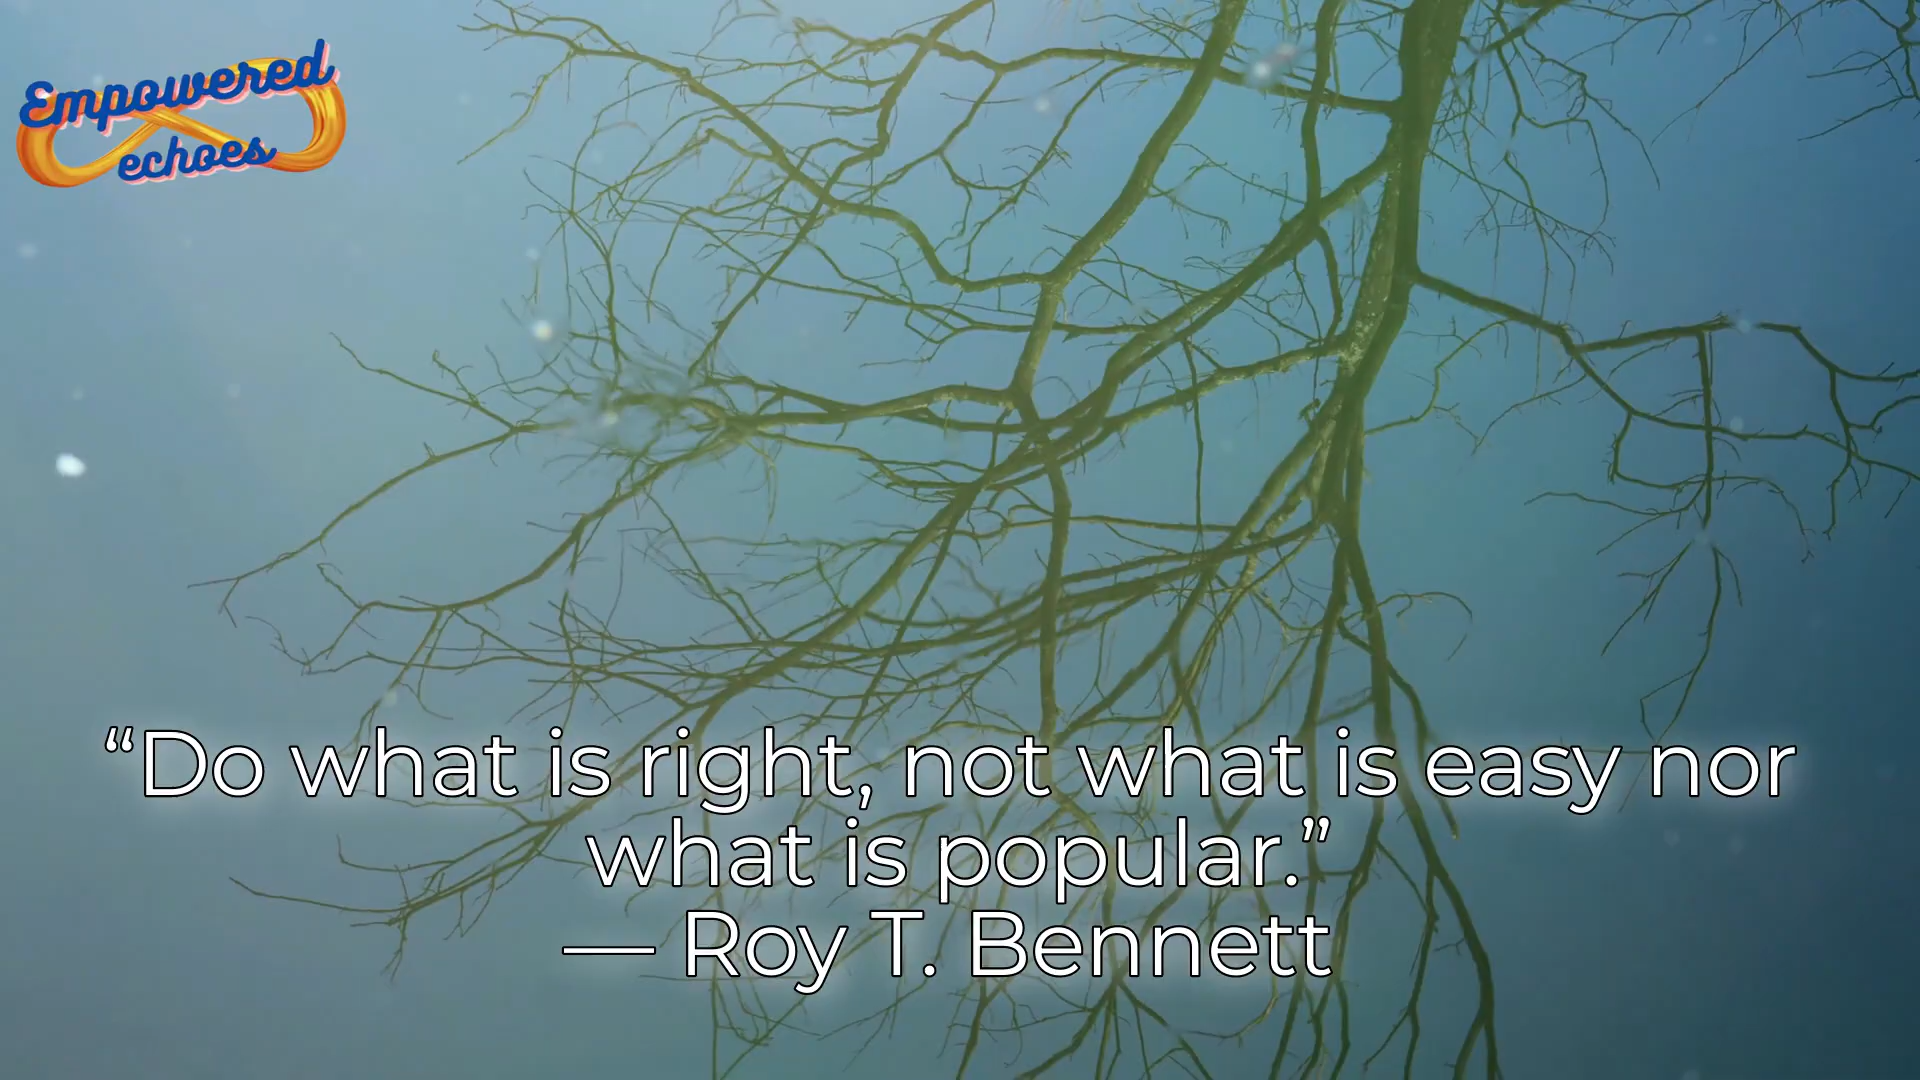 Empowered
echoes
“Do what is right, not what is easy nor
what is popular.”
— Roy T. Bennett